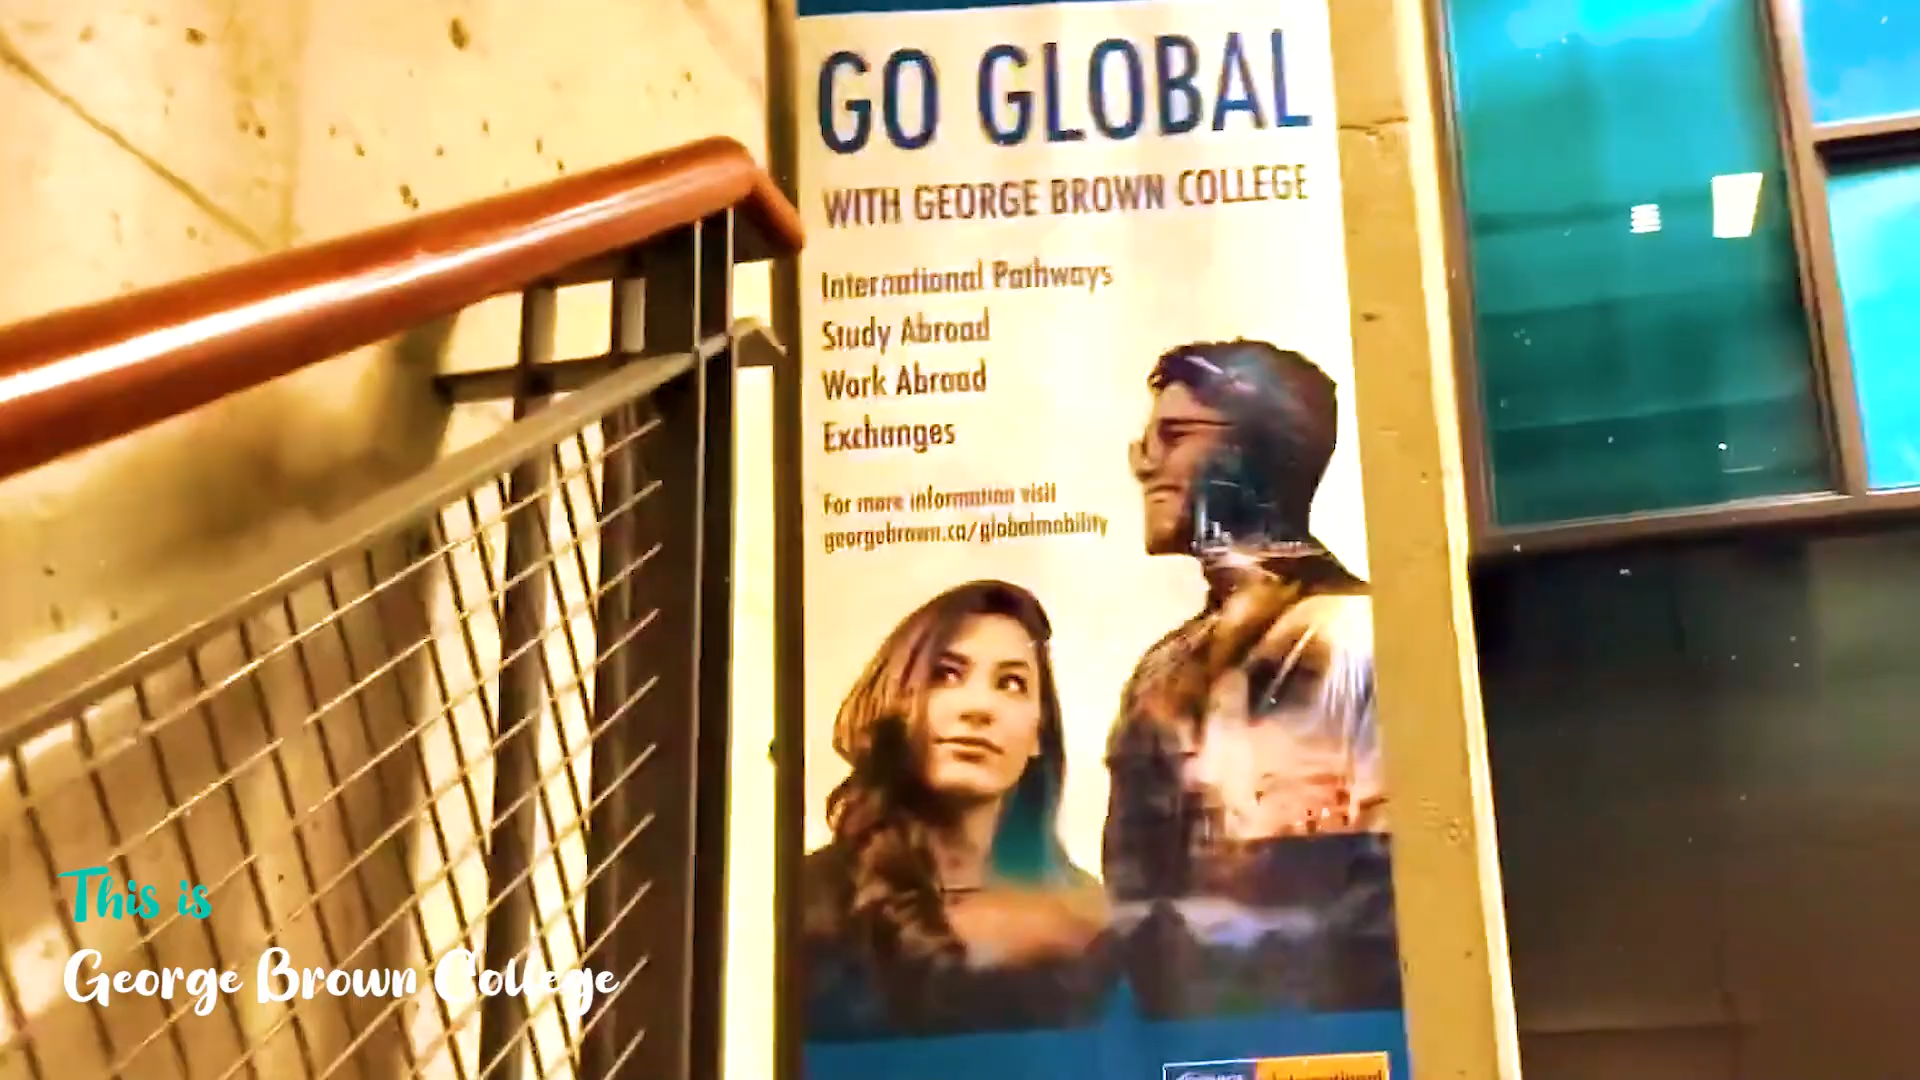 GO GLOBAL
WITH GEORGE BROWN COLLEGE
International Pathways
Study Abroad
Work Abroad
Exchanges
For more information visit
georgebrown.ca/globalmobility
This is
George Brown College
International